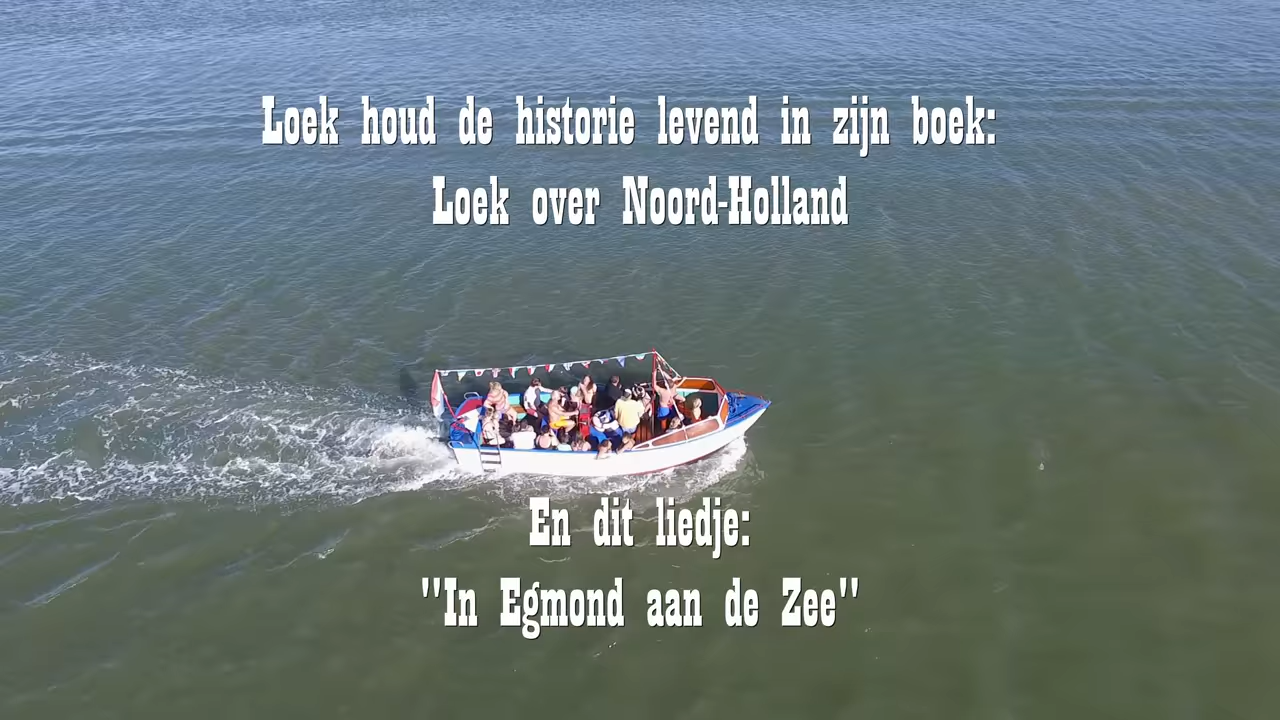 Loek houd de historie levend in zijn boek:
Loek over Noord-Holland
En dit liedje:
"In Egmond aan de Zee"